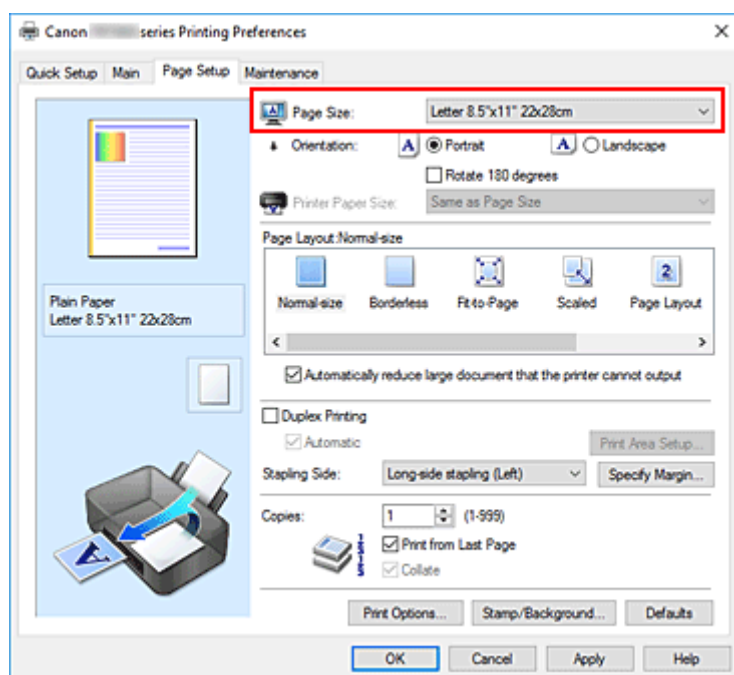 Canon series Printing Preferences
Quick Setup Main Page Setup Maintenance
Page Size: Letter 8.5"x11" 22x28cm
Orientation: A Portrait A Landscape
Rotate 180 degrees
Printer Paper Size: Same as Page Size
Page Layout:Normal-size
2
Normal-size Borderless Fit-to-Page Scaled Page Layout
Plain Paper
Letter 8.5"x11" 22x28cm
Automatically reduce large document that the printer cannot output
Duplex Printing
Automatic Print Area Setup...
Stapling Side: Long-side stapling (Left) Specify Margin...
Copies: 1 (1-999)
Print from Last Page
Collate
A
Print Options... Stamp/Background... Defaults
OK Cancel Apply Help